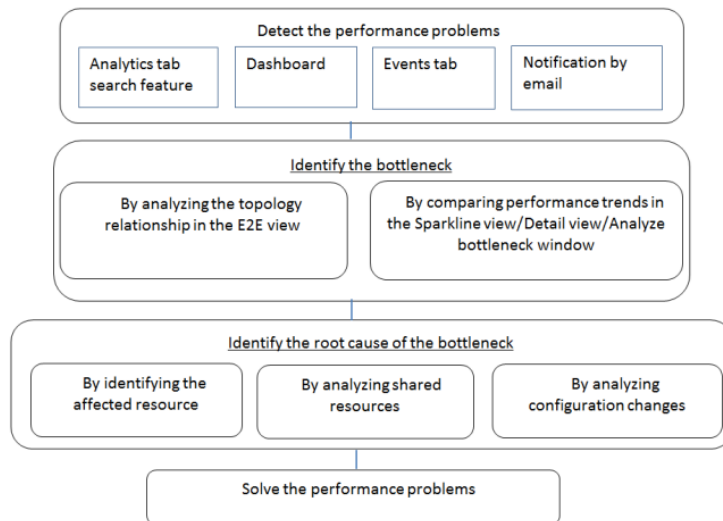 Detect the performance problems
Analytics tab
search feature
Dashboard
Events tab
Notification by
email
Identify the bottleneck
By analyzing the topology
relationship in the E2E view
By comparing performance trends in
the Sparkline view/Detail view/Analyze
bottleneck window
Identify the root cause of the bottleneck
By identifying the
affected resource
By analyzing shared
resources
By analyzing
configuration changes
Solve the performance problems